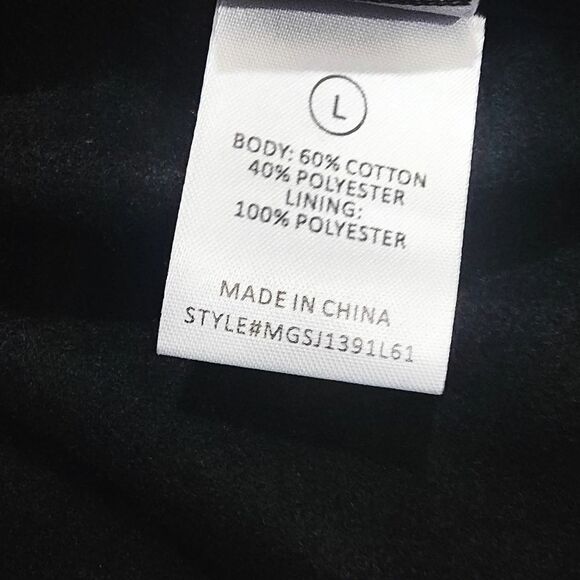 L
BODY: 60% COTTON
40% POLYESTER
LINING:
100% POLYESTER
MADE IN CHINA
STYLE#MGSJ1391L61